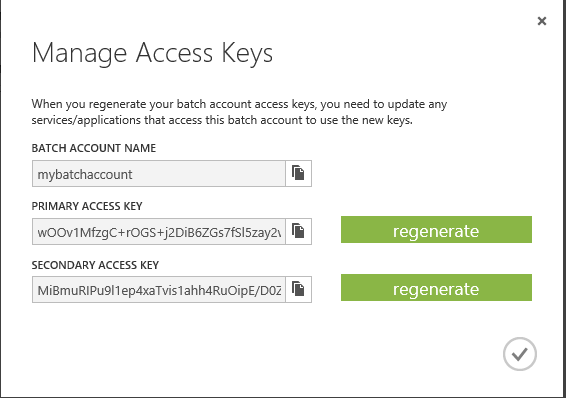 Manage Access Keys
When you regenerate your batch account access keys, you need to update any
services/applications that access this batch account to use the new keys.
BATCH ACCOUNT NAME
mybatchaccount
PRIMARY ACCESS KEY
wOOv1MfzgC+rOGS+j2DiB6ZGs7fSl5zay2v regenerate
SECONDARY ACCESS KEY
MiBmuRIPu9l1ep4xaTvis1ahh4RuOipE/D0Z regenerate